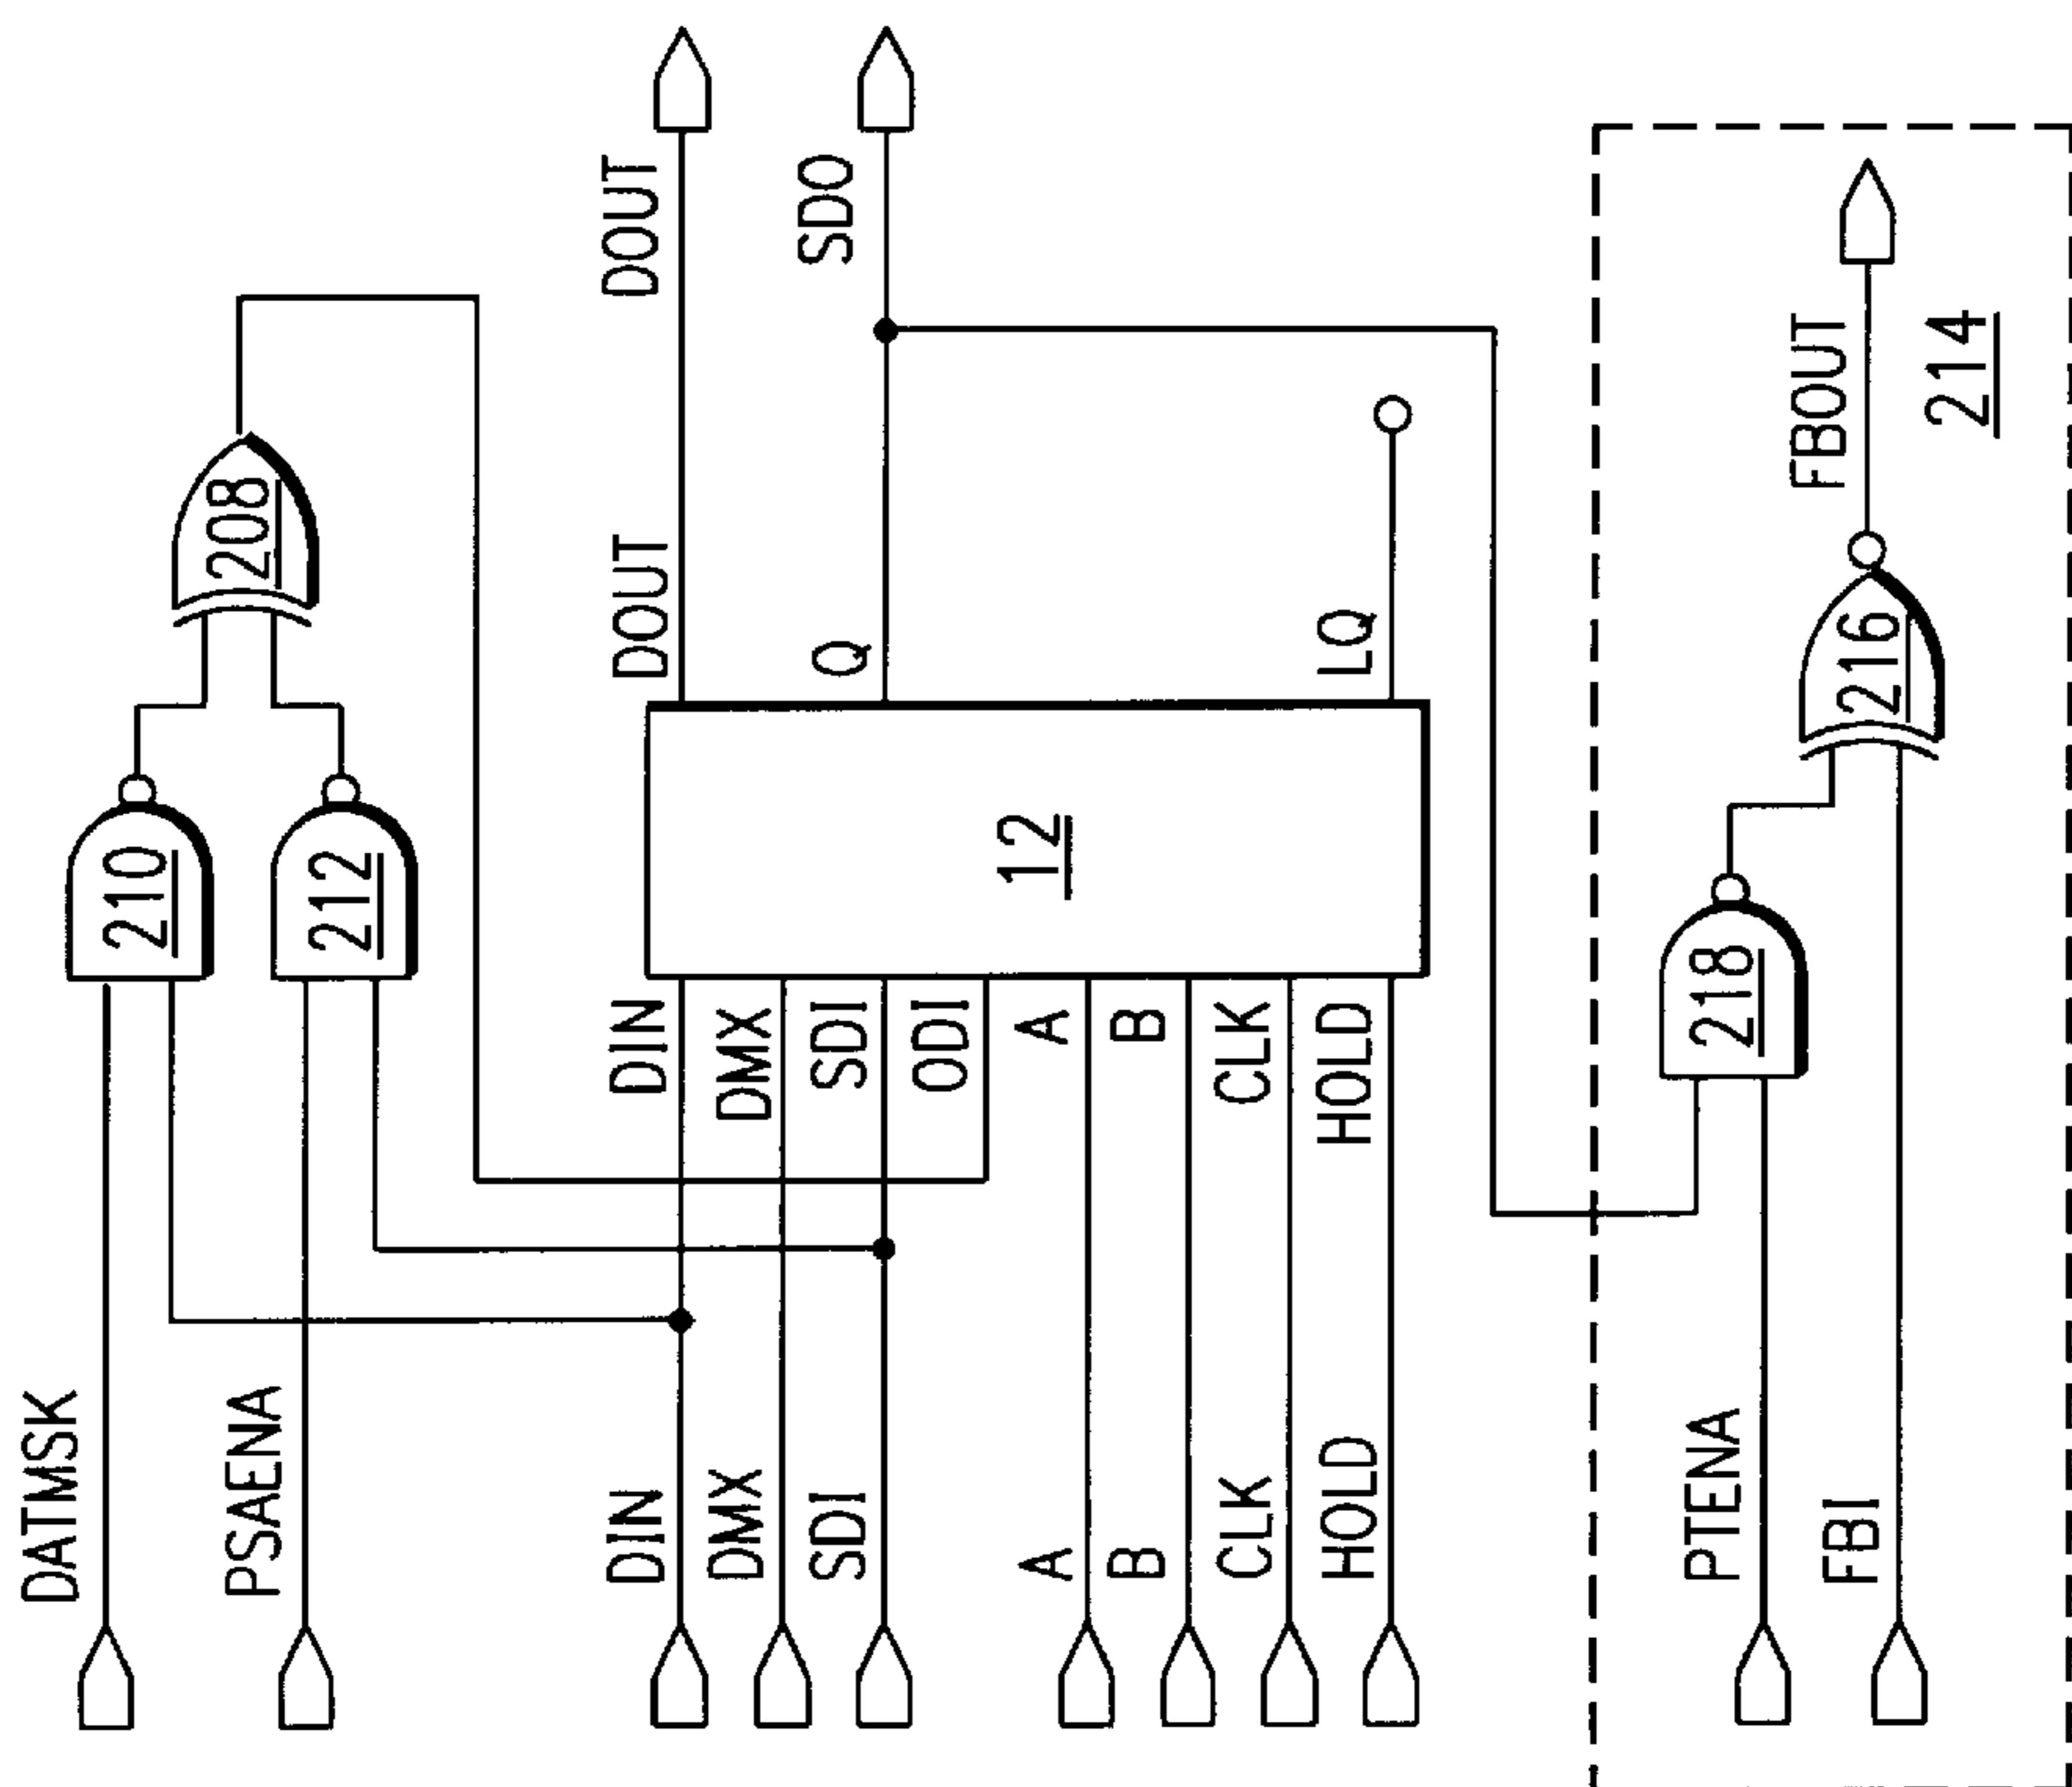 DATMSK
PSAENA
210
212
208
DIN
DMX
SDI
A
B
CLK
HOLD
DIN
DMX
SDI
ODI
A
B
CLK
HOLD
12
DOUT
Q
LQ
DOUT
SDO
PTENA
FBI
218
216
FBOUT
214